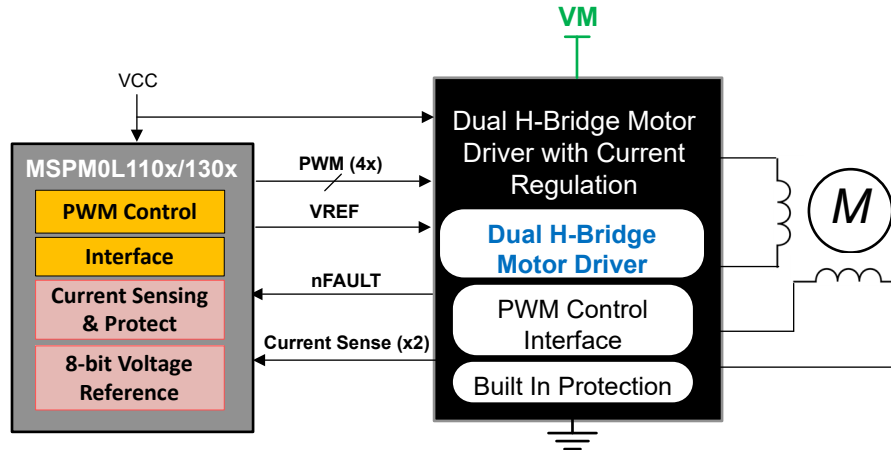 VM
VCC
MSPM0L110x/130x
PWM Control
Interface
Current Sensing
& Protect
8-bit Voltage
Reference
PWM (4x)
VREF
nFAULT
Current Sense (x2)
Dual H-Bridge Motor
Driver with Current
Regulation
Dual H-Bridge
Motor Driver
PWM Control
Interface
Built In Protection
M